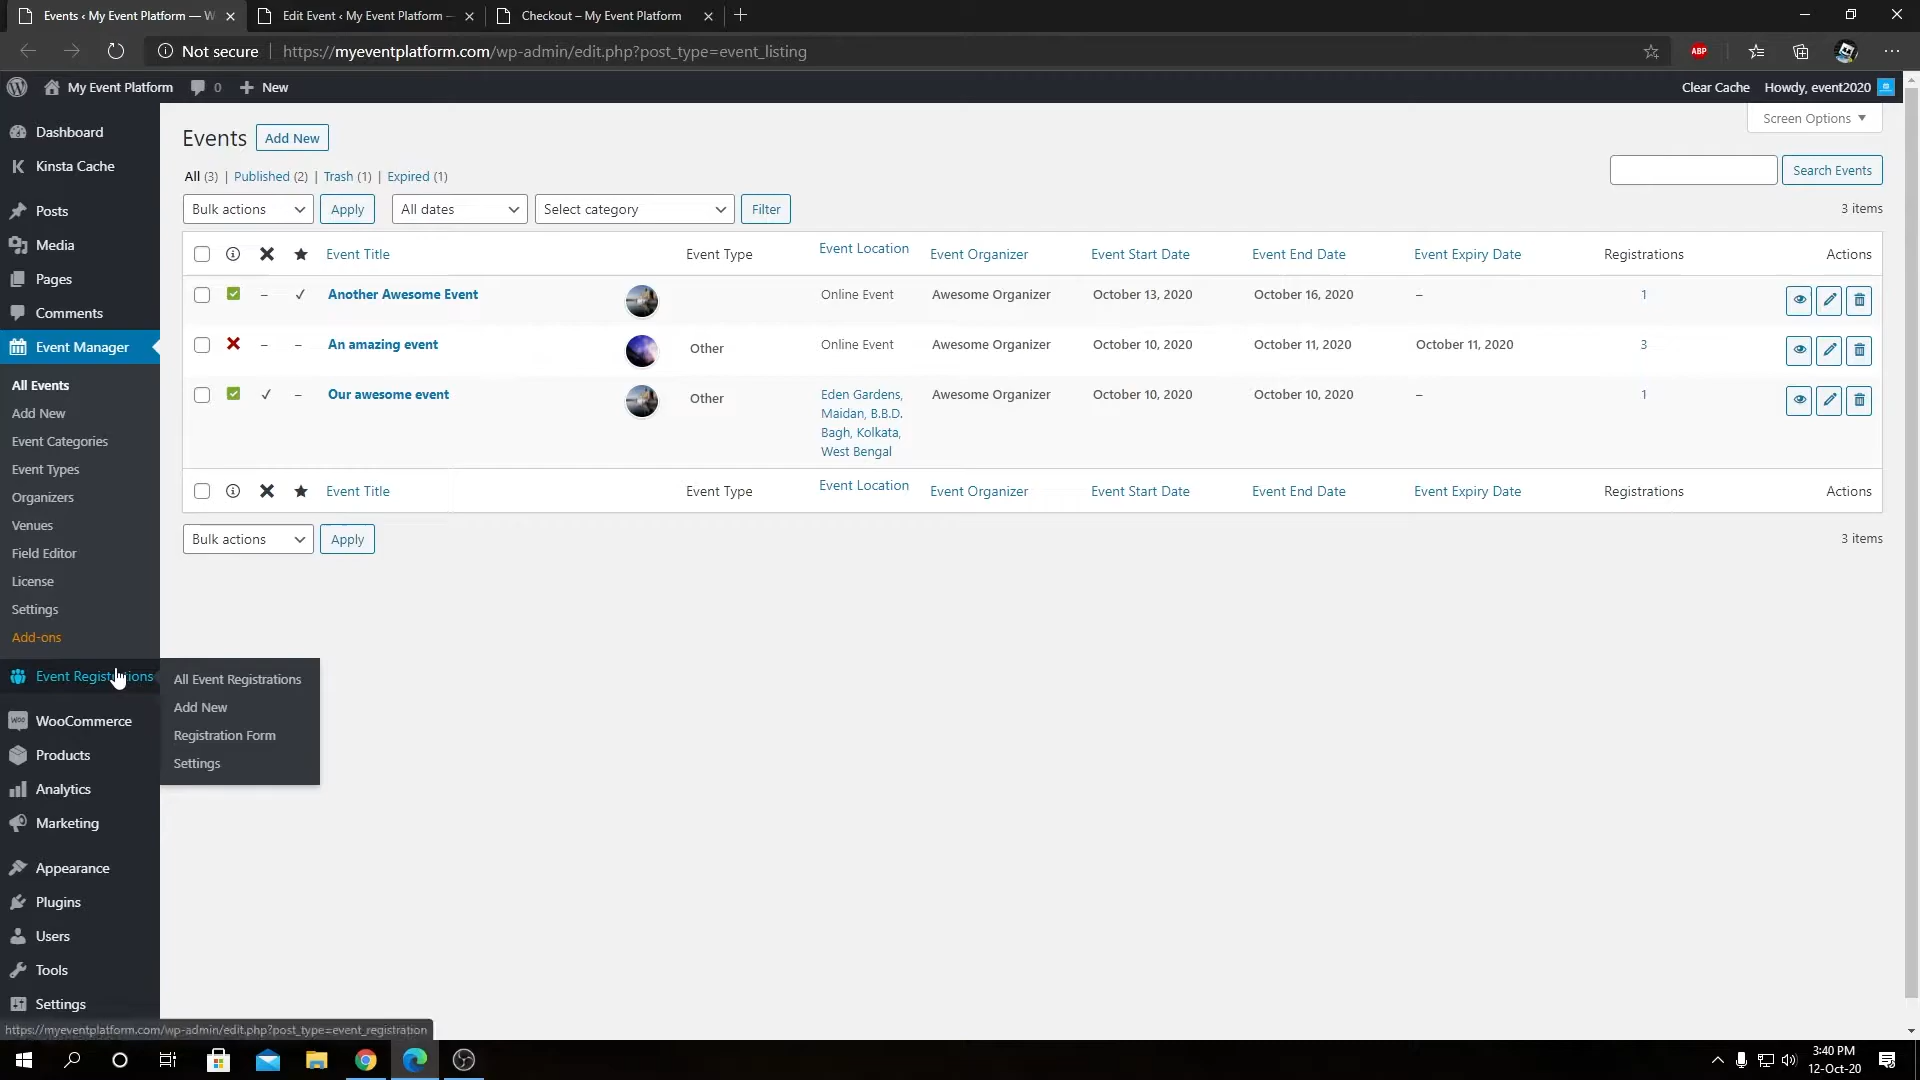 Events ‹ My Event Platform — W
Edit Event ‹ My Event Platform —
Checkout – My Event Platform
Not secure
https://myeventplatform.com/wp-admin/edit.php?post_type=event_listing
ABP
My Event Platform
0
New
Clear Cache
Howdy, event2020
Dashboard
Kinsta Cache
Posts
Media
Pages
Comments
Event Manager
All Events
Add New
Event Categories
Event Types
Organizers
Venues
Field Editor
License
Settings
Add-ons
Event Registrations
All Event Registrations
Add New
Registration Form
Settings
WooCommerce
Products
Analytics
Marketing
Appearance
Plugins
Users
Tools
Settings
Events
Add New
Screen Options
All (3) | Published (2) | Trash (1) | Expired (1)
Search Events
Bulk actions
Apply
All dates
Select category
Filter
3 items
Event Title
Event Type
Event Location
Event Organizer
Event Start Date
Event End Date
Event Expiry Date
Registrations
Actions
– Another Awesome Event Online Event Awesome Organizer October 13, 2020 October 16, 2020 – 1
– – An amazing event Other Online Event Awesome Organizer October 10, 2020 October 11, 2020 October 11, 2020 3
– Our awesome event Other Eden Gardens, Awesome Organizer October 10, 2020 October 10, 2020 – 1
Maidan, B.B.D.
Bagh, Kolkata,
West Bengal
Event Title
Event Type
Event Location
Event Organizer
Event Start Date
Event End Date
Event Expiry Date
Registrations
Actions
Bulk actions
Apply
3 items
https://myeventplatform.com/wp-admin/edit.php?post_type=event_registration
3:40 PM
12-Oct-20